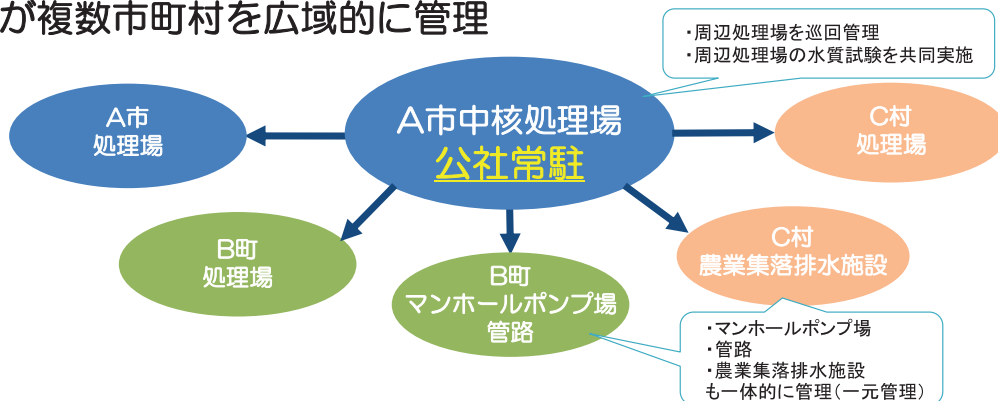 が複数市町村を広域的に管理
・周辺処理場を巡回管理
・周辺処理場の水質試験を共同実施
A市
処理場
A市中核処理場
公社常駐
C村
処理場
B町
処理場
B町
マンホールポンプ場
管路
C村
農業集落排水施設
・マンホールポンプ場
・管路
・農業集落排水施設
も一体的に管理(一元管理)